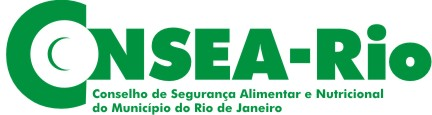 CONSEA-Rio
Conselho de Segurança Alimentar e Nutricional
do Município do Rio de Janeiro